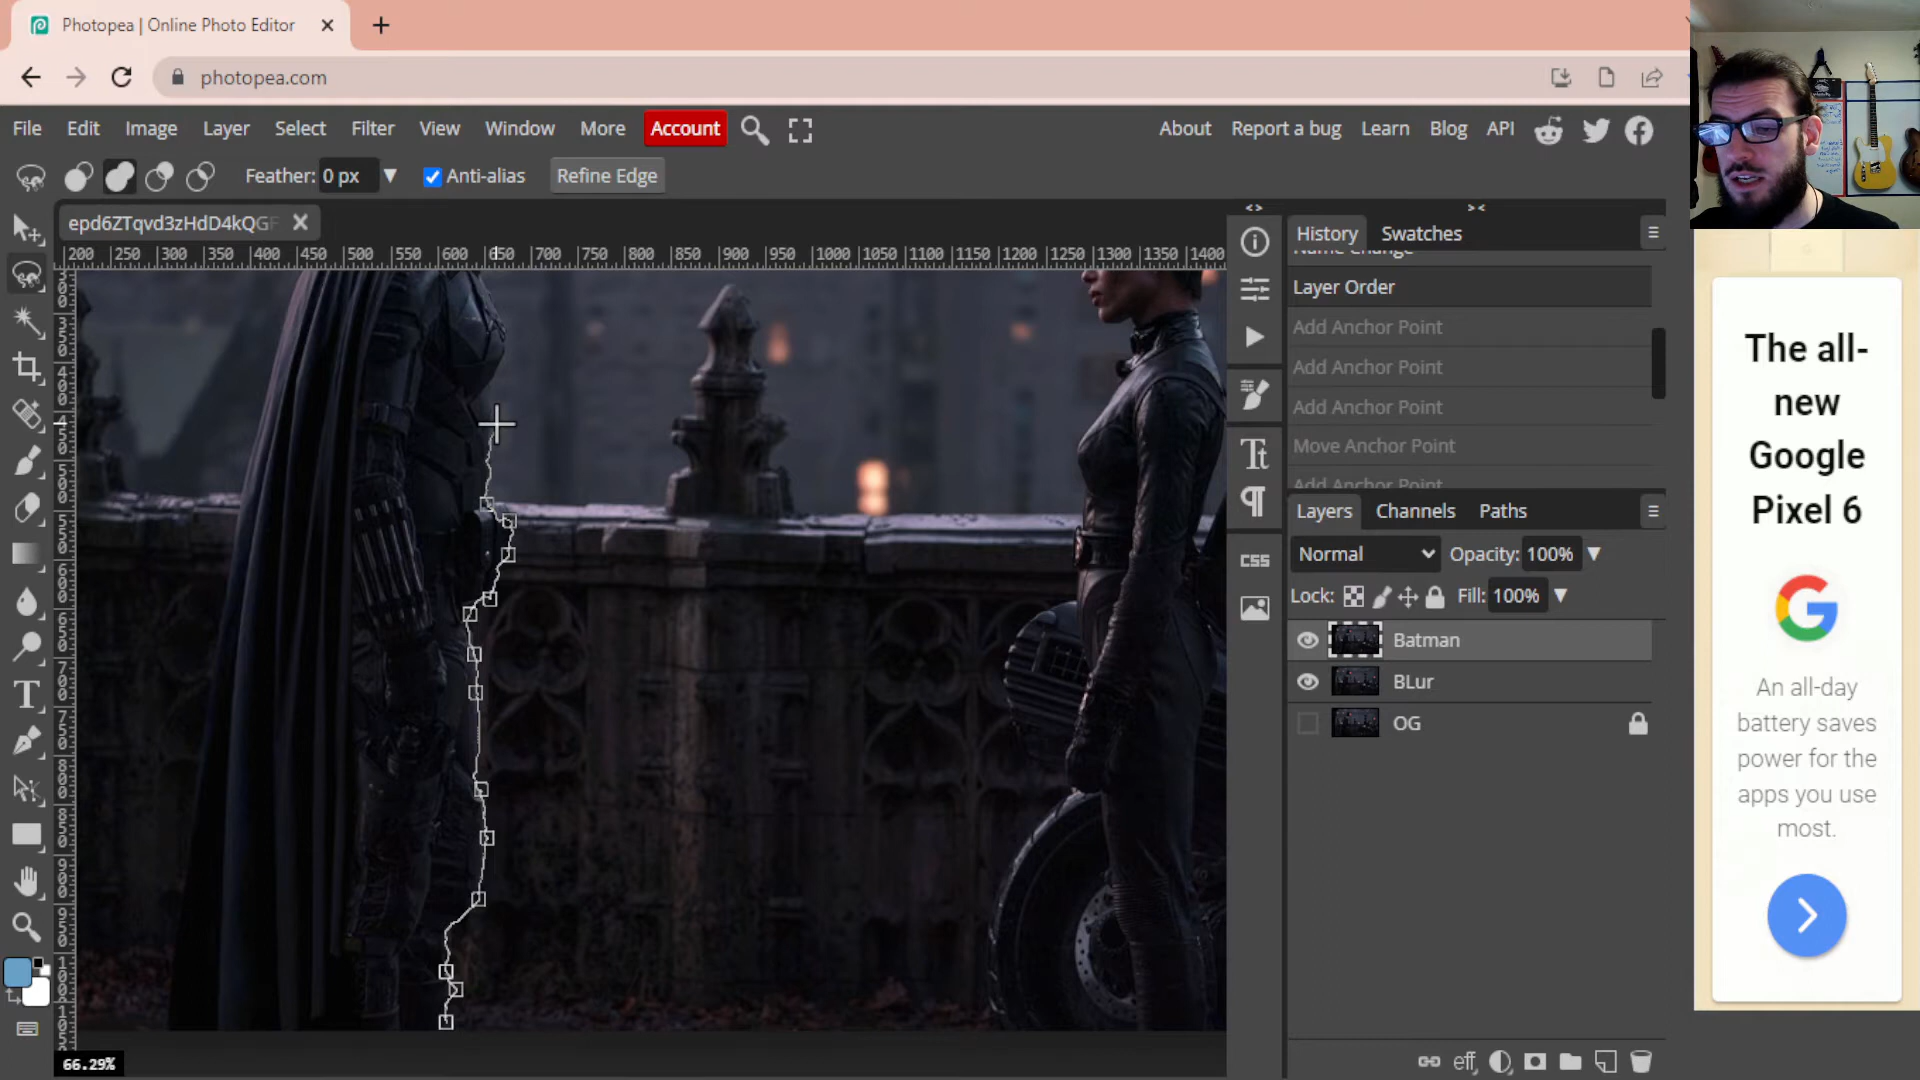 Photopea | Online Photo Editor
photopea.com
File Edit Image Layer Select Filter View Window More Account About Report a bug Learn Blog API
Feather: 0 px Anti-alias Refine Edge
epd6ZTqvd3zHdD4kQGF
200 250 300 350 400 450 500 550 600 650 700 750 800 850 900 950 1000 1050 1100 1150 1200 1250 1300 1350 1400
History Swatches
Name Change
Layer Order
Add Anchor Point
Add Anchor Point
Add Anchor Point
Move Anchor Point
Add Anchor Point
Layers Channels Paths
Normal Opacity: 100%
Lock: Fill: 100%
Batman
BLur
OG
CSS
eff
66.29%
The all-
new
Google
Pixel 6
An all-day
battery saves
power for the
apps you use
most.